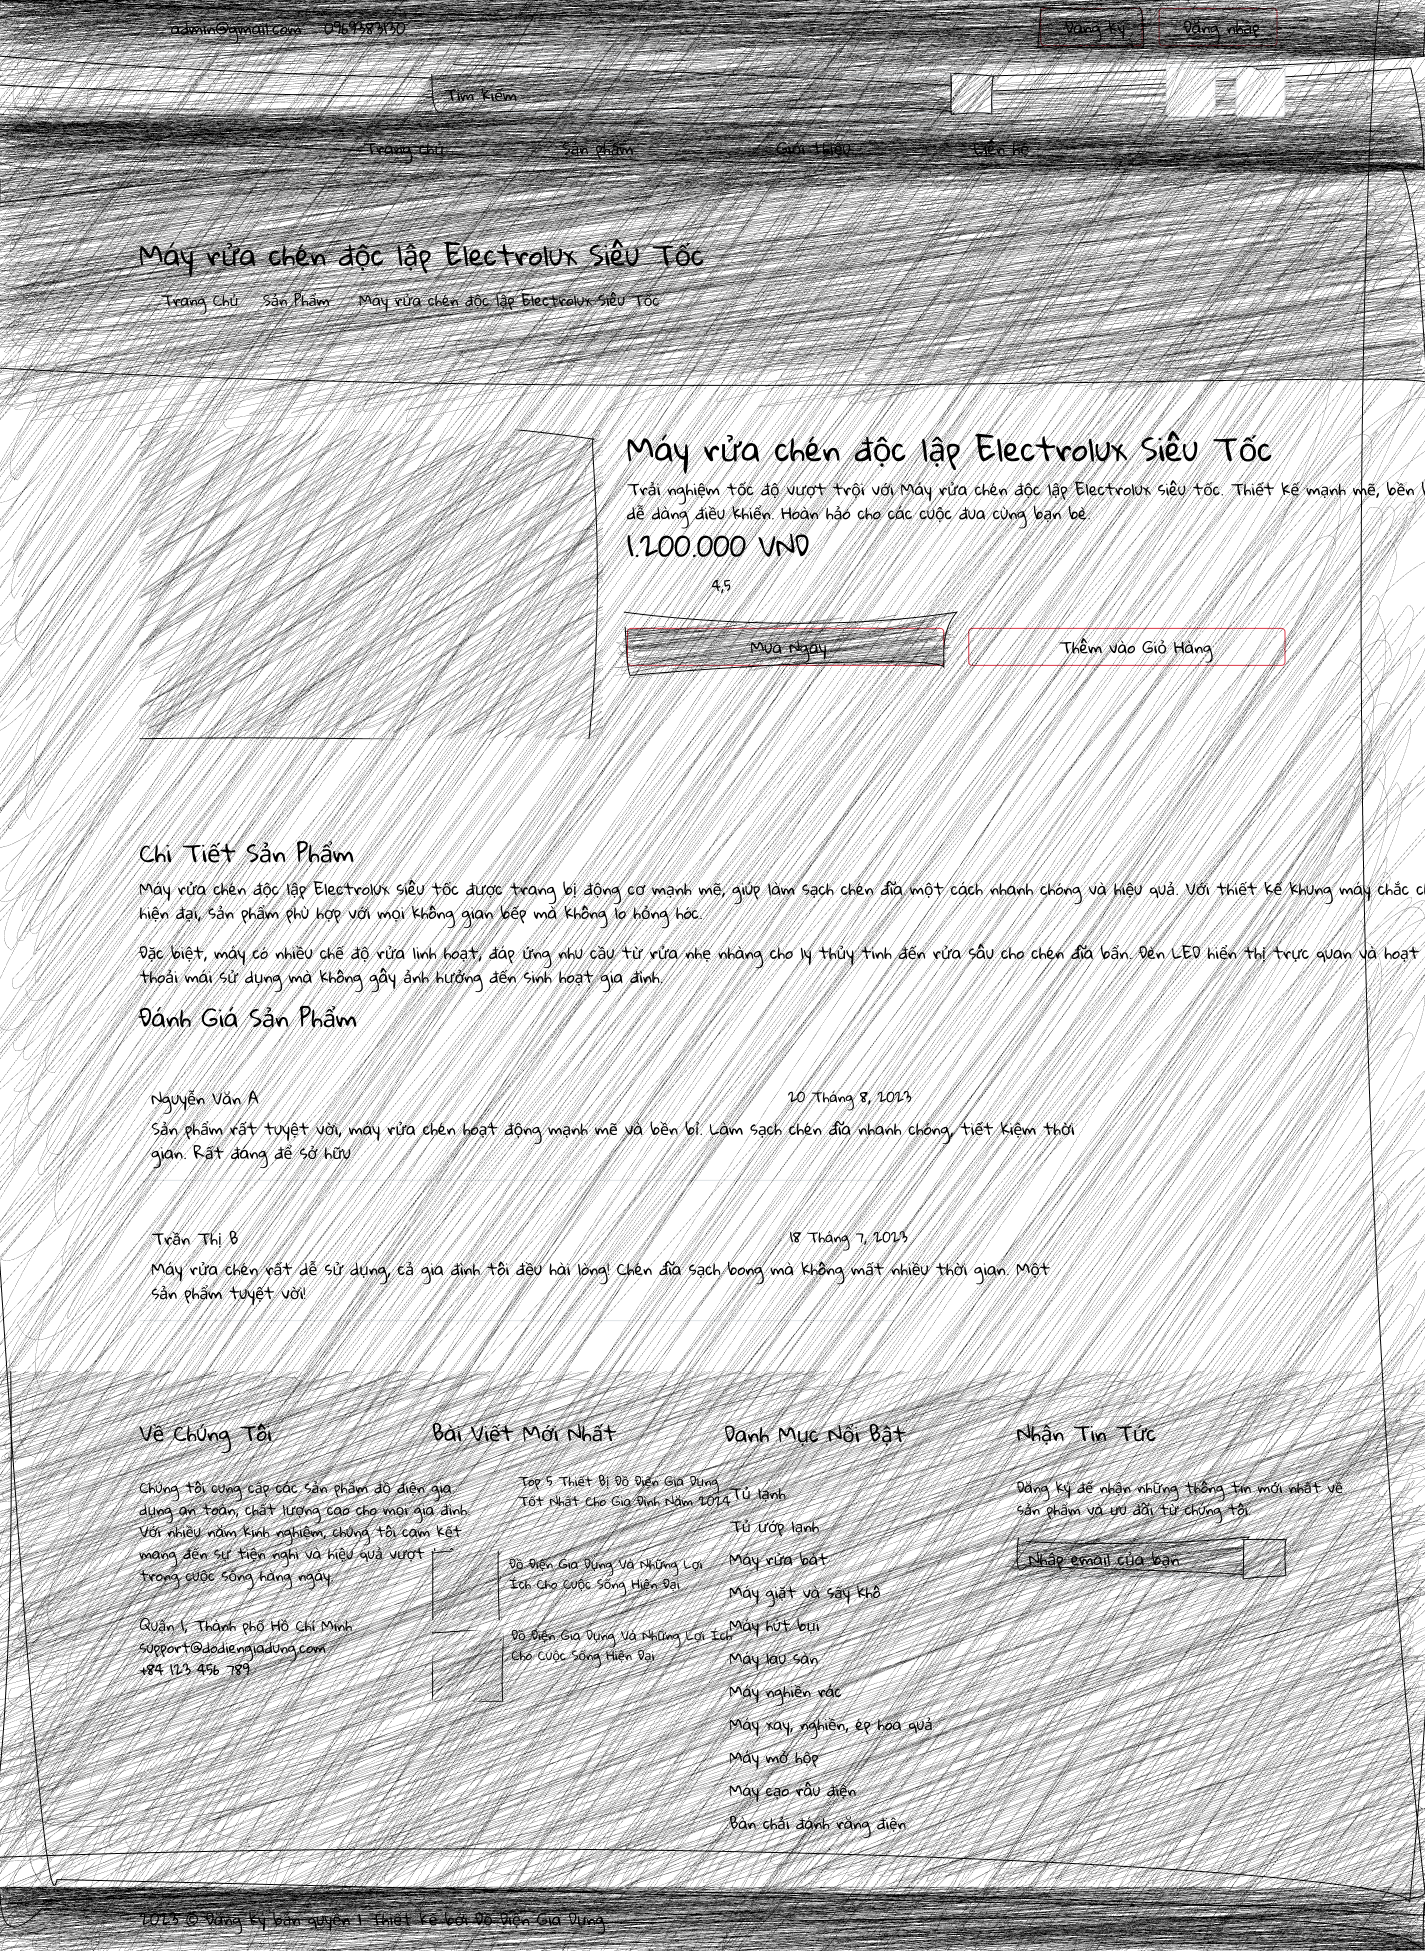 admin@gmail.com 0969383130 Đăng ký Đăng nhập
Tìm kiếm
Trang chủ Sản phẩm Giới thiệu Liên hệ
Máy rửa chén độc lập Electrolux Siêu Tốc
Trang Chủ Sản Phẩm Máy rửa chén độc lập Electrolux Siêu Tốc
Máy rửa chén độc lập Electrolux Siêu Tốc
Trải nghiệm tốc độ vượt trội với Máy rửa chén độc lập Electrolux siêu tốc. Thiết kế mạnh mẽ, bền
dễ dàng điều khiển. Hoàn hảo cho các cuộc đua cùng bạn bè.
1.200.000 VND
4,5
Mua Ngay Thêm vào Giỏ Hàng
Chi Tiết Sản Phẩm
Máy rửa chén độc lập Electrolux siêu tốc được trang bị động cơ mạnh mẽ, giúp làm sạch chén đĩa một cách nhanh chóng và hiệu quả. Với thiết kế khung máy chắc
hiện đại, sản phẩm phù hợp với mọi không gian bếp mà không lo hỏng hóc.
Đặc biệt, máy có nhiều chế độ rửa linh hoạt, đáp ứng nhu cầu từ rửa nhẹ nhàng cho ly thủy tinh đến rửa sâu cho chén đĩa bẩn. Đèn LED hiển thị trực quan và hoạt
thoải mái sử dụng mà không gây ảnh hưởng đến sinh hoạt gia đình.
Đánh Giá Sản Phẩm
Nguyễn Văn A 20 Tháng 8, 2023
Sản phẩm rất tuyệt vời, máy rửa chén hoạt động mạnh mẽ và bền bỉ. Làm sạch chén đĩa nhanh chóng, tiết kiệm thời
gian. Rất đáng để sở hữu
Trần Thị B 18 Tháng 7, 2023
Máy rửa chén rất dễ sử dụng, cả gia đình tôi đều hài lòng! Chén đĩa sạch bong mà không mất nhiều thời gian. Một
sản phẩm tuyệt vời!
Về Chúng Tôi
Chúng tôi cung cấp các sản phẩm đồ điện gia
dụng an toàn, chất lượng cao cho mọi gia đình.
Với nhiều năm kinh nghiệm, chúng tôi cam kết
mang đến sự tiện nghi và hiệu quả vượt
trong cuộc sống hàng ngày.
Quận 1, Thành phố Hồ Chí Minh
support@dodiengiadung.com
+84 123 456 789
Bài Viết Mới Nhất
Top 5 Thiết Bị Đồ Điện Gia Dụng
Tốt Nhất Cho Gia Đình Năm 2024
Đồ Điện Gia Dụng Và Những Lợi
Ích Cho Cuộc Sống Hiện Đại
Đồ Điện Gia Dụng Và Những Lợi Ích
Cho Cuộc Sống Hiện Đại
Danh Mục Nổi Bật
Tủ lạnh
Tủ ướp lạnh
Máy rửa bát
Máy giặt và sấy khô
Máy hút bụi
Máy lau sàn
Máy nghiền rác
Máy xay, nghiền, ép hoa quả
Máy mở hộp
Máy cạo râu điện
Bàn chải đánh răng điện
Nhận Tin Tức
Đăng ký để nhận những thông tin mới nhất về
sản phẩm và ưu đãi từ chúng tôi.
Nhập email của bạn
2023 © Đăng ký bản quyền | Thiết kế bởi Đồ Điện Gia Dụng